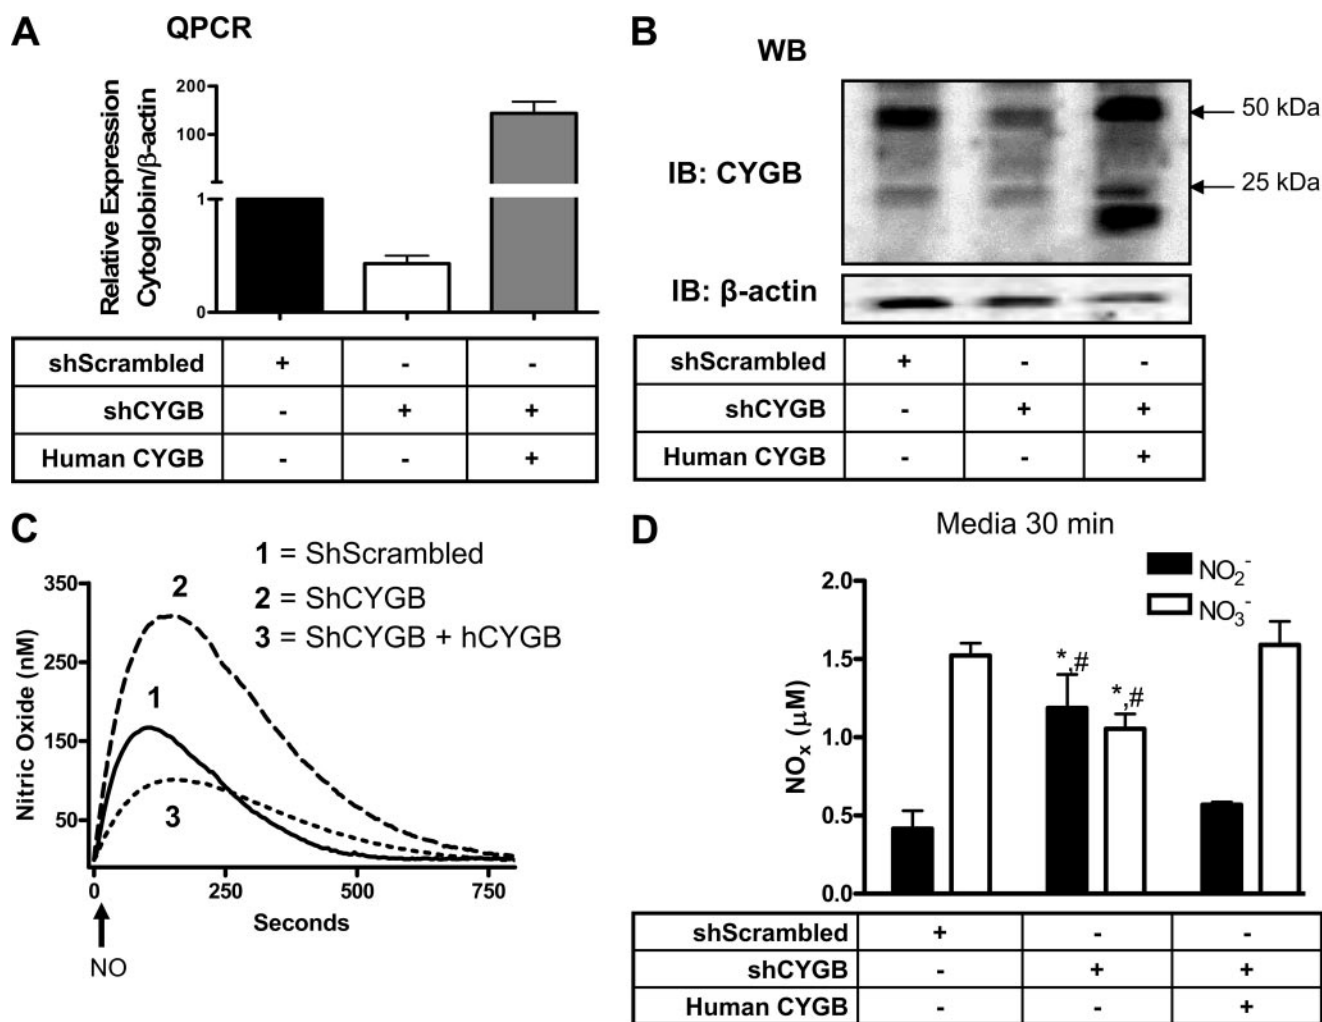 A
QPCR
Relative Expression
Cytoglobin/β-actin
200
100
1
0
shScrambled + - -
shCYGB - + +
Human CYGB - - +
B
WB
IB: CYGB
50 kDa
25 kDa
IB: β-actin
shScrambled + - -
shCYGB - + +
Human CYGB - - +
C
1 = ShScrambled
2 = ShCYGB
3 = ShCYGB + hCYGB
Nitric Oxide (nM)
350
250
150
50
2
1
3
0 250 500 750
Seconds
NO
D
Media 30 min
NO₂⁻
NO₃⁻
NOₓ (μM)
2.0
1.5
1.0
0.5
0.0
*,#
*,#
shScrambled + - -
shCYGB - + +
Human CYGB - - +